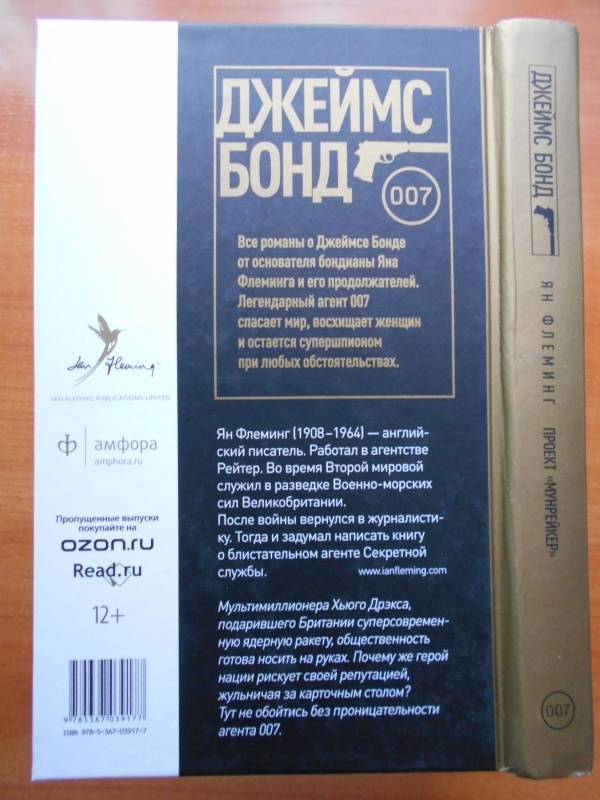 ДЖЕЙМС
БОНД
007
Все романы о Джеймсе Бонде
от основателя бондианы Яна
Флеминга и его продолжателей.
Легендарный агент 007
спасает мир, восхищает женщин
и остается супершпионом
при любых обстоятельствах.
Ian Fleming
IAN FLEMING PUBLICATIONS LIMITED
амфора
amphora.ru
Ян Флеминг (1908–1964) — англий-
ский писатель. Работал в агентстве
Рейтер. Во время Второй мировой
служил в разведке Военно-морских
сил Великобритании.
После войны вернулся в журналисти-
ку. Тогда и задумал написать книгу
о блистательном агенте Секретной
службы.
www.ianfleming.com
Пропущенные выпуски
покупайте на
ozon.ru
Read.ru
12+
Мультимиллионера Хьюго Дрэкса,
подарившего Британии суперсовремен-
ную ядерную ракету, общественность
готова носить на руках. Почему же герой
нации рискует своей репутацией,
жульничая за карточным столом?
Тут не обойтись без проницательности
агента 007.
9 785367 039177
ISBN 978-5-367-03917-7
ДЖЕЙМС БОНД
ЯН ФЛЕМИНГ
ПРОЕКТ «МУНРЕЙКЕР»
007